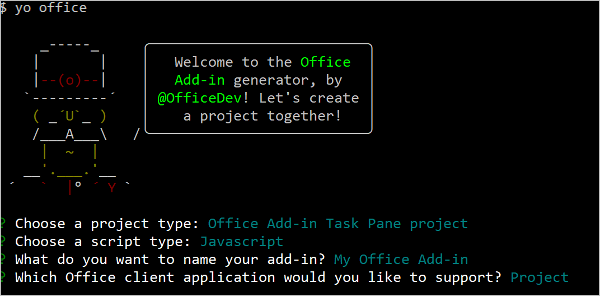 $ yo office
Welcome to the Office
Add-in generator, by
@OfficeDev! Let's create
a project together!
? Choose a project type: Office Add-in Task Pane project
? Choose a script type: Javascript
? What do you want to name your add-in? My Office Add-in
? Which Office client application would you like to support? Project